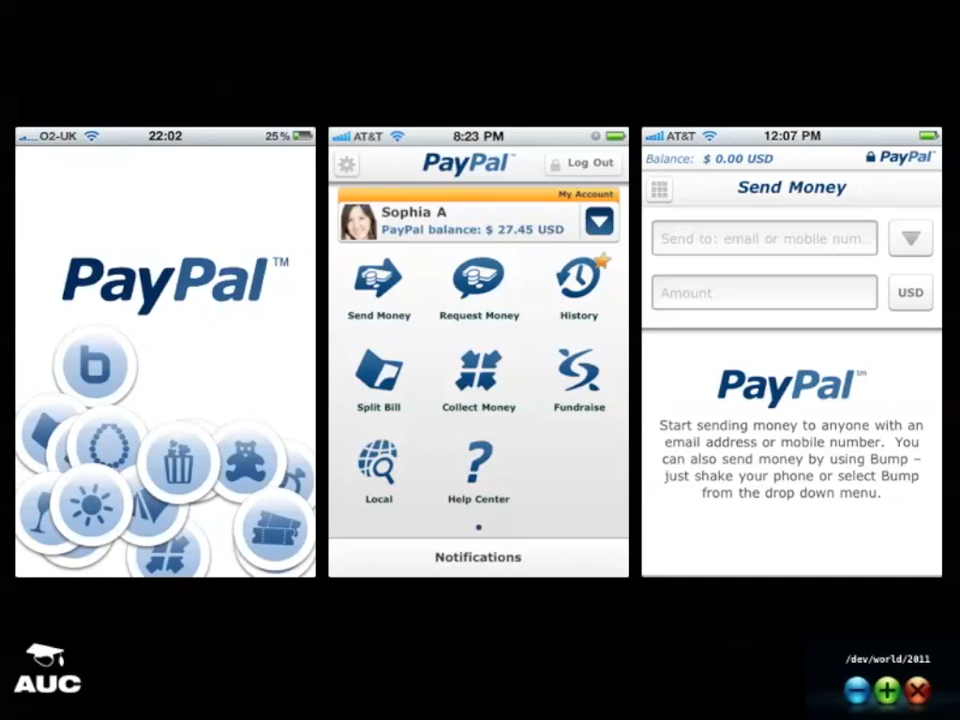 O2-UK 22:02 25%
PayPal™
b
AT&T 8:23 PM
PayPal™ Log Out
My Account
Sophia A
PayPal balance: $ 27.45 USD
Send Money Request Money History
Split Bill Collect Money Fundraise
Local Help Center
Notifications
AT&T 12:07 PM
Balance: $ 0.00 USD PayPal™
Send Money
Send to: email or mobile num...
Amount USD
PayPal™
Start sending money to anyone with an
email address or mobile number. You
can also send money by using Bump –
just shake your phone or select Bump
from the drop down menu.
AUC
/dev/world/2011